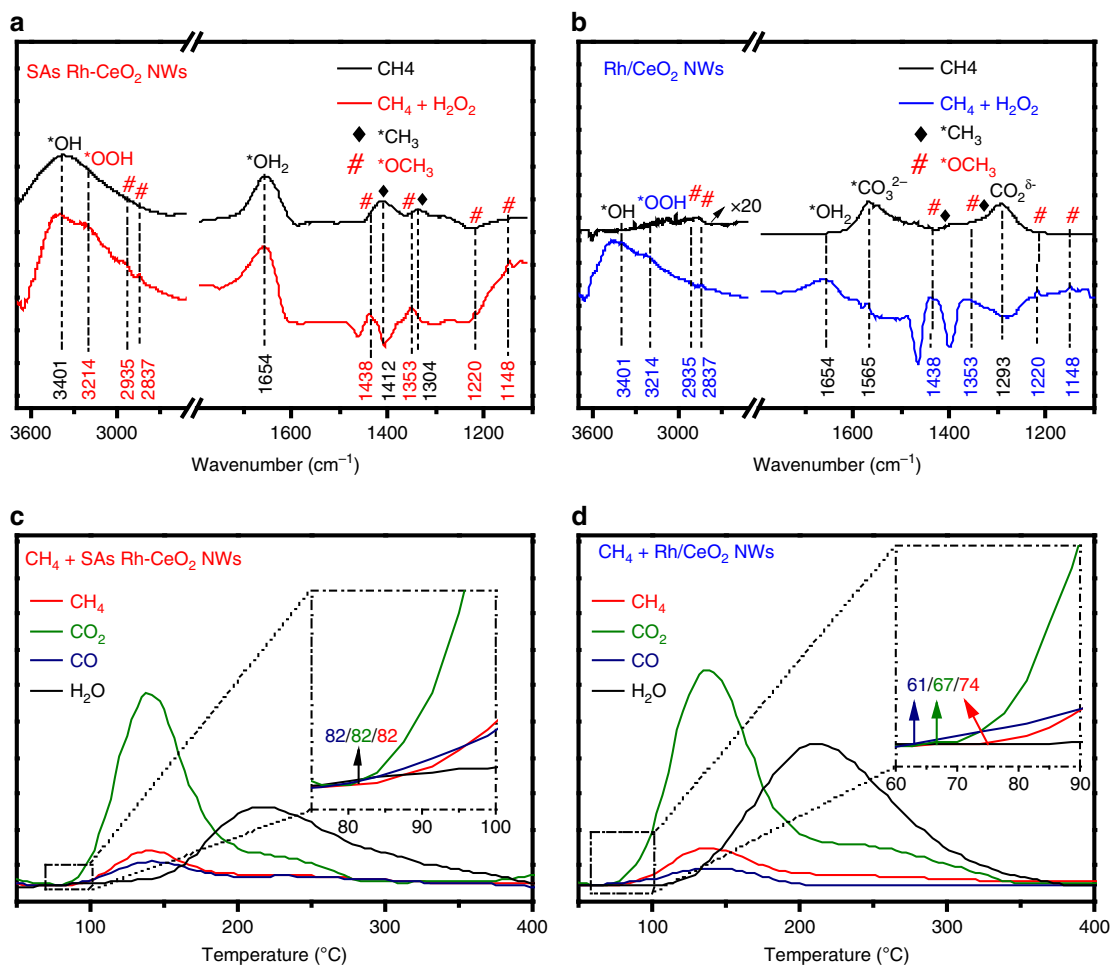 a
SAs Rh-CeO₂ NWs
CH4
CH₄ + H₂O₂
♦ *CH₃
# *OCH₃
*OH
*OOH
# #
*OH₂
# ♦ # ♦ # #
3401 3214 2935 2837 1654 1438 1412 1353 1304 1220 1148
3600 3000 1600 1400 1200
Wavenumber (cm⁻¹)
b
Rh/CeO₂ NWs
CH4
CH₄ + H₂O₂
♦ *CH₃
# *OCH₃
*OH
*OOH
# #
×20
*OH₂
*CO₃²⁻
# ♦ # ♦
CO₂^δ-
# #
3401 3214 2935 2837 1654 1565 1438 1353 1293 1220 1148
3600 3000 1600 1400 1200
Wavenumber (cm⁻¹)
c
CH₄ + SAs Rh-CeO₂ NWs
CH₄
CO₂
CO
H₂O
82/82/82
80 90 100
100 200 300 400
Temperature (°C)
d
CH₄ + Rh/CeO₂ NWs
CH₄
CO₂
CO
H₂O
61/67/74
60 70 80 90
100 200 300 400
Temperature (°C)